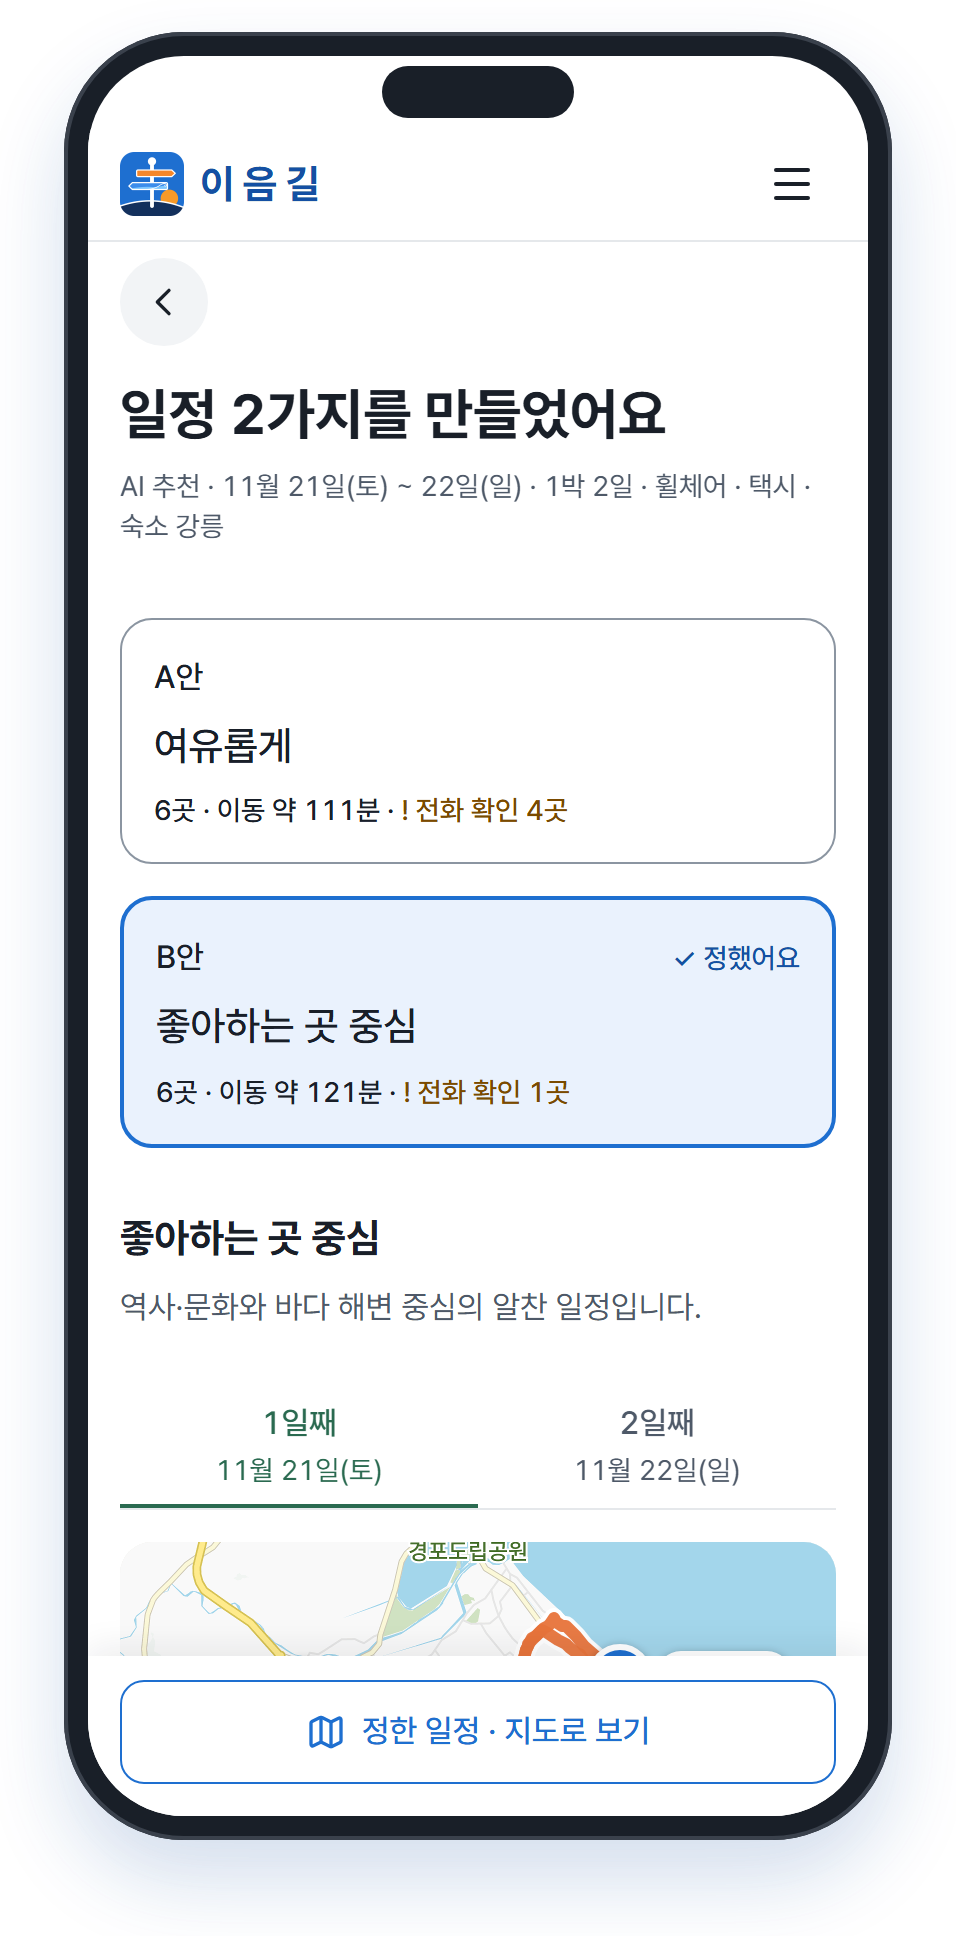 이음길
일정 2가지를 만들었어요
AI 추천 · 11월 21일(토) ~ 22일(일) · 1박 2일 · 휠체어 · 택시 ·
숙소 강릉
A안
여유롭게
6곳 · 이동 약 111분 · ! 전화 확인 4곳
B안
✓ 정했어요
좋아하는 곳 중심
6곳 · 이동 약 121분 · ! 전화 확인 1곳
좋아하는 곳 중심
역사·문화와 바다 해변 중심의 알찬 일정입니다.
1일째
11월 21일(토)
2일째
11월 22일(일)
경포도립공원
정한 일정 · 지도로 보기